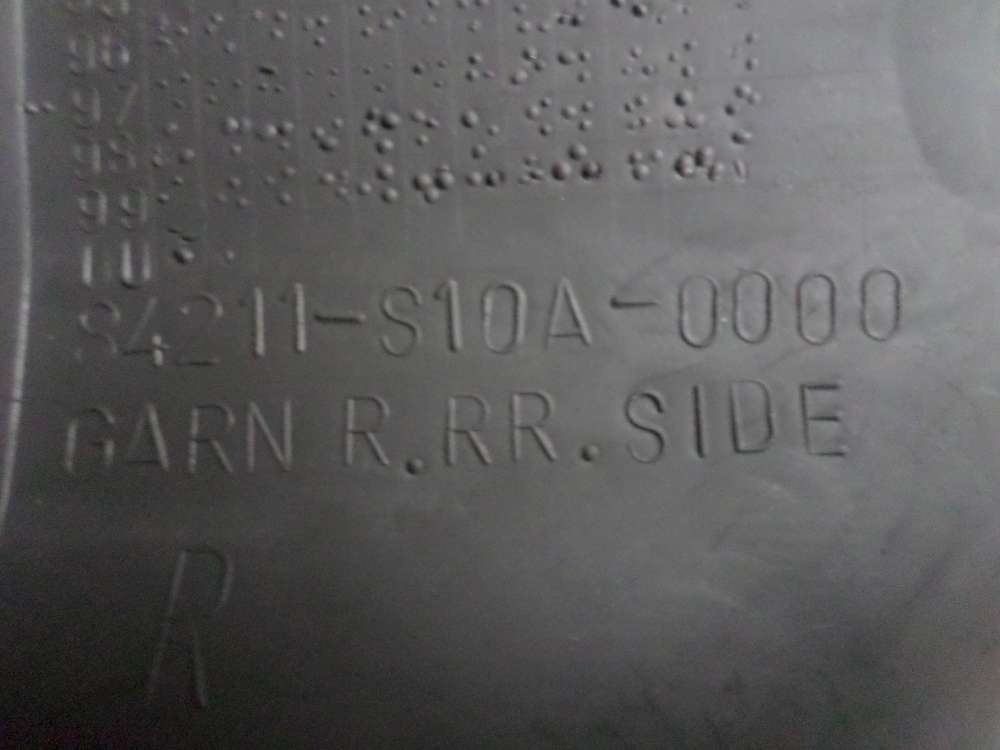 96
97
98
99
00
84211-S10A-0000
GARN R.RR.SIDE
R